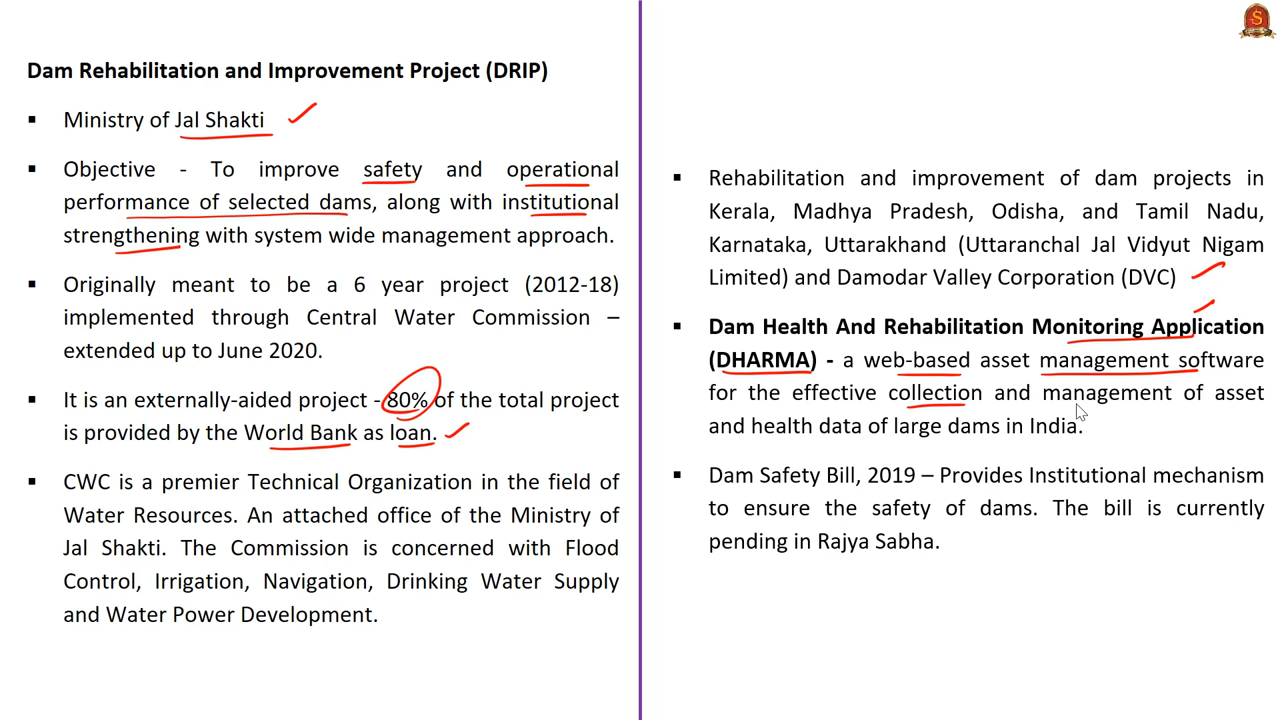 Dam Rehabilitation and Improvement Project (DRIP)
▪ Ministry of Jal Shakti
▪ Objective - To improve safety and operational
performance of selected dams, along with institutional
strengthening with system wide management approach.
▪ Originally meant to be a 6 year project (2012-18)
implemented through Central Water Commission –
extended up to June 2020.
▪ It is an externally-aided project - 80% of the total project
is provided by the World Bank as loan.
▪ CWC is a premier Technical Organization in the field of
Water Resources. An attached office of the Ministry of
Jal Shakti. The Commission is concerned with Flood
Control, Irrigation, Navigation, Drinking Water Supply
and Water Power Development.
▪ Rehabilitation and improvement of dam projects in
Kerala, Madhya Pradesh, Odisha, and Tamil Nadu,
Karnataka, Uttarakhand (Uttaranchal Jal Vidyut Nigam
Limited) and Damodar Valley Corporation (DVC)
▪ Dam Health And Rehabilitation Monitoring Application
(DHARMA) - a web-based asset management software
for the effective collection and management of asset
and health data of large dams in India.
▪ Dam Safety Bill, 2019 – Provides Institutional mechanism
to ensure the safety of dams. The bill is currently
pending in Rajya Sabha.